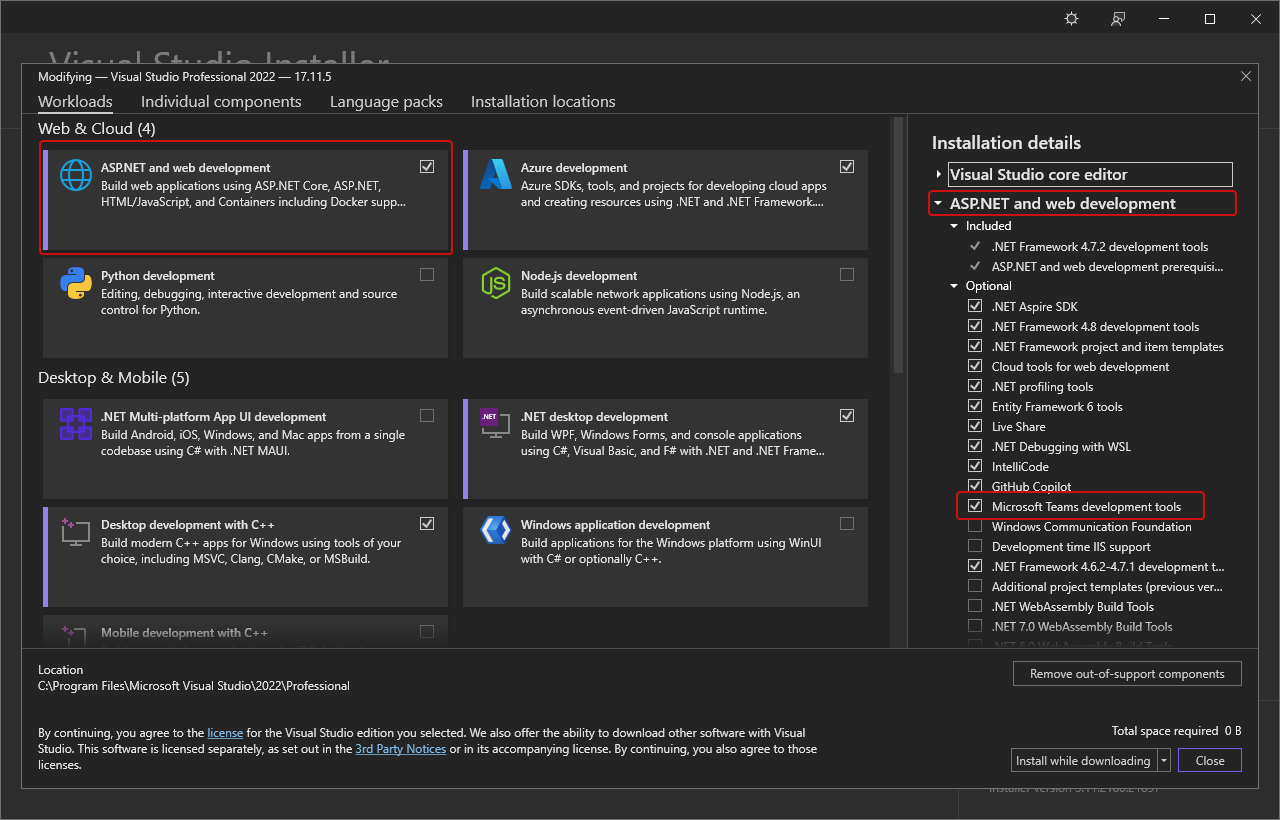 Visual Studio Installer
Modifying — Visual Studio Professional 2022 — 17.11.5
Workloads Individual components Language packs Installation locations
Web & Cloud (4)
ASP.NET and web development
Build web applications using ASP.NET Core, ASP.NET,
HTML/JavaScript, and Containers including Docker supp...
Azure development
Azure SDKs, tools, and projects for developing cloud apps
and creating resources using .NET and .NET Framework....
Python development
Editing, debugging, interactive development and source
control for Python.
JS
Node.js development
Build scalable network applications using Node.js, an
asynchronous event-driven JavaScript runtime.
Desktop & Mobile (5)
.NET Multi-platform App UI development
Build Android, iOS, Windows, and Mac apps from a single
codebase using C# with .NET MAUI.
.NET
.NET desktop development
Build WPF, Windows Forms, and console applications
using C#, Visual Basic, and F# with .NET and .NET Frame...
Desktop development with C++
Build modern C++ apps for Windows using tools of your
choice, including MSVC, Clang, CMake, or MSBuild.
Windows application development
Build applications for the Windows platform using WinUI
with C# or optionally C++.
Mobile development with C++
Installation details
Visual Studio core editor
ASP.NET and web development
Included
.NET Framework 4.7.2 development tools
ASP.NET and web development prerequisi...
Optional
.NET Aspire SDK
.NET Framework 4.8 development tools
.NET Framework project and item templates
Cloud tools for web development
.NET profiling tools
Entity Framework 6 tools
Live Share
.NET Debugging with WSL
IntelliCode
GitHub Copilot
Microsoft Teams development tools
Windows Communication Foundation
Development time IIS support
.NET Framework 4.6.2-4.7.1 development t...
Additional project templates (previous ver...
.NET WebAssembly Build Tools
.NET 7.0 WebAssembly Build Tools
Location
C:\Program Files\Microsoft Visual Studio\2022\Professional
Remove out-of-support components
By continuing, you agree to the license for the Visual Studio edition you selected. We also offer the ability to download other software with Visual
Studio. This software is licensed separately, as set out in the 3rd Party Notices or in its accompanying license. By continuing, you also agree to those
licenses.
Total space required 0 B
Install while downloading
Close